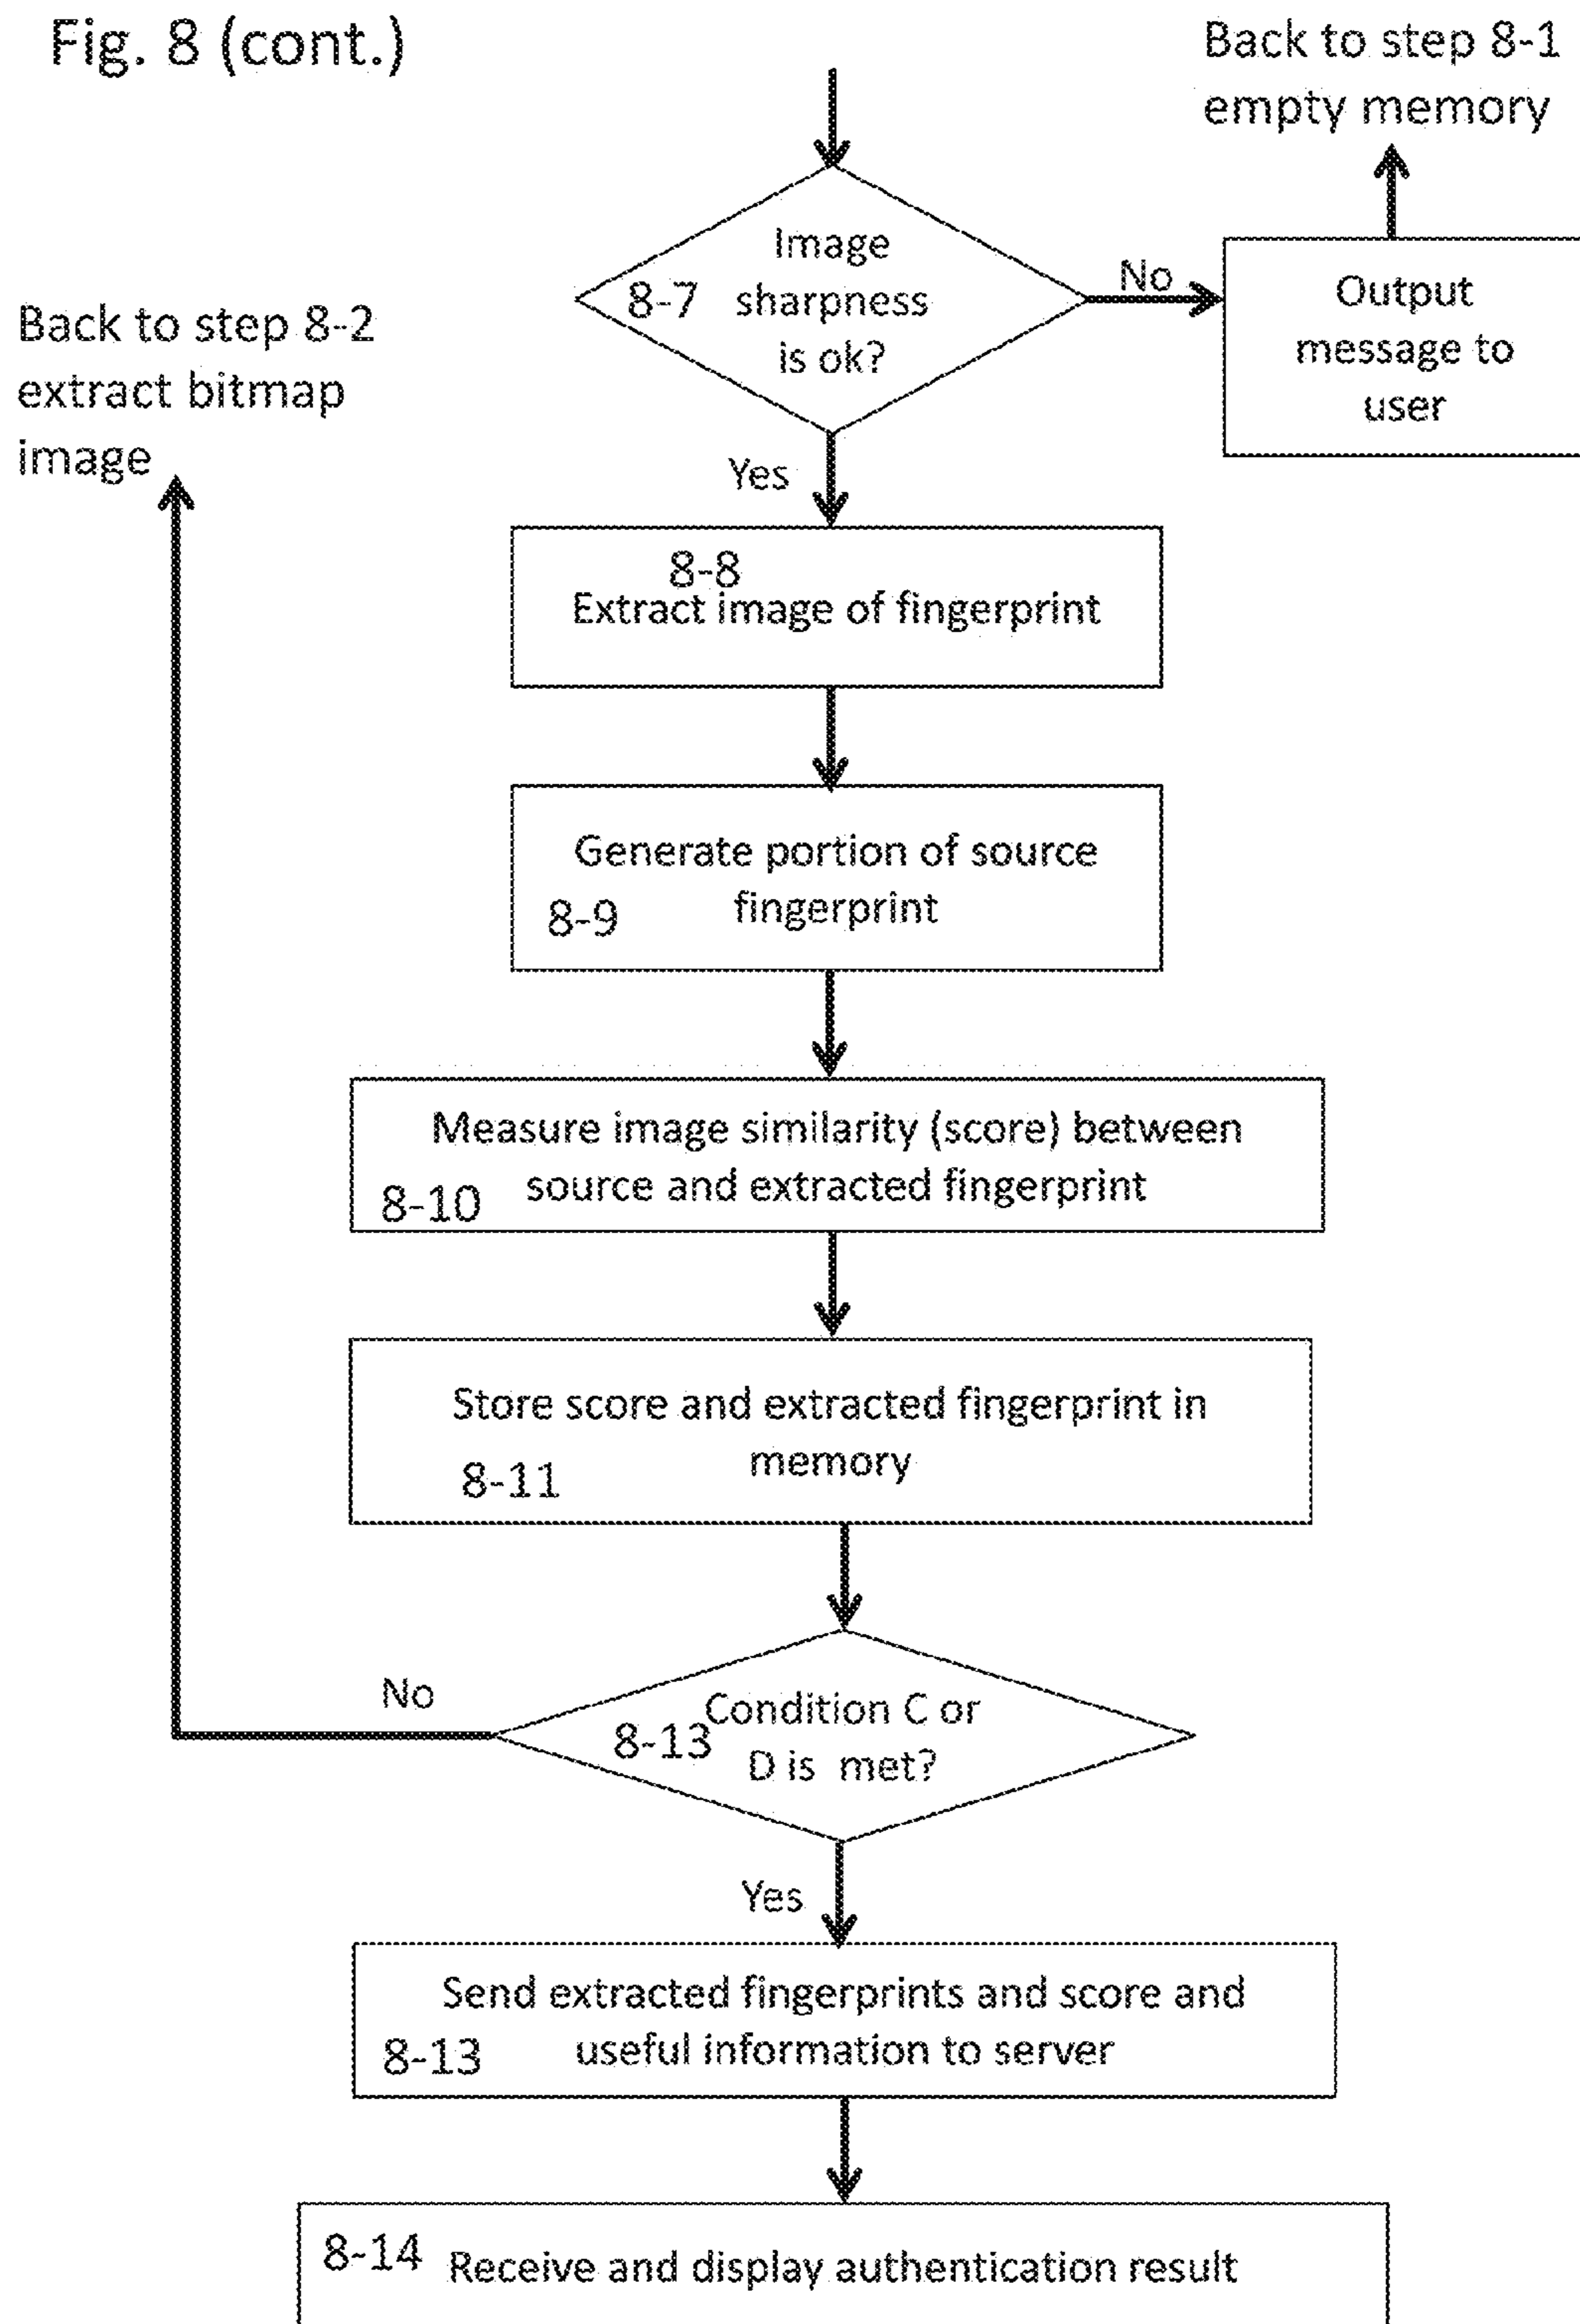 Fig. 8 (cont.)
Back to step 8-1
empty memory
Image
8-7 sharpness
is ok?
No
Output
message to
user
Back to step 8-2
extract bitmap
image
Yes
8-8
Extract image of fingerprint
Generate portion of source
8-9 fingerprint
Measure image similarity (score) between
8-10 source and extracted fingerprint
Store score and extracted fingerprint in
memory
8-11
No
Condition C or
8-13
D is met?
Yes
Send extracted fingerprints and score and
8-13 useful information to server
8-14 Receive and display authentication result